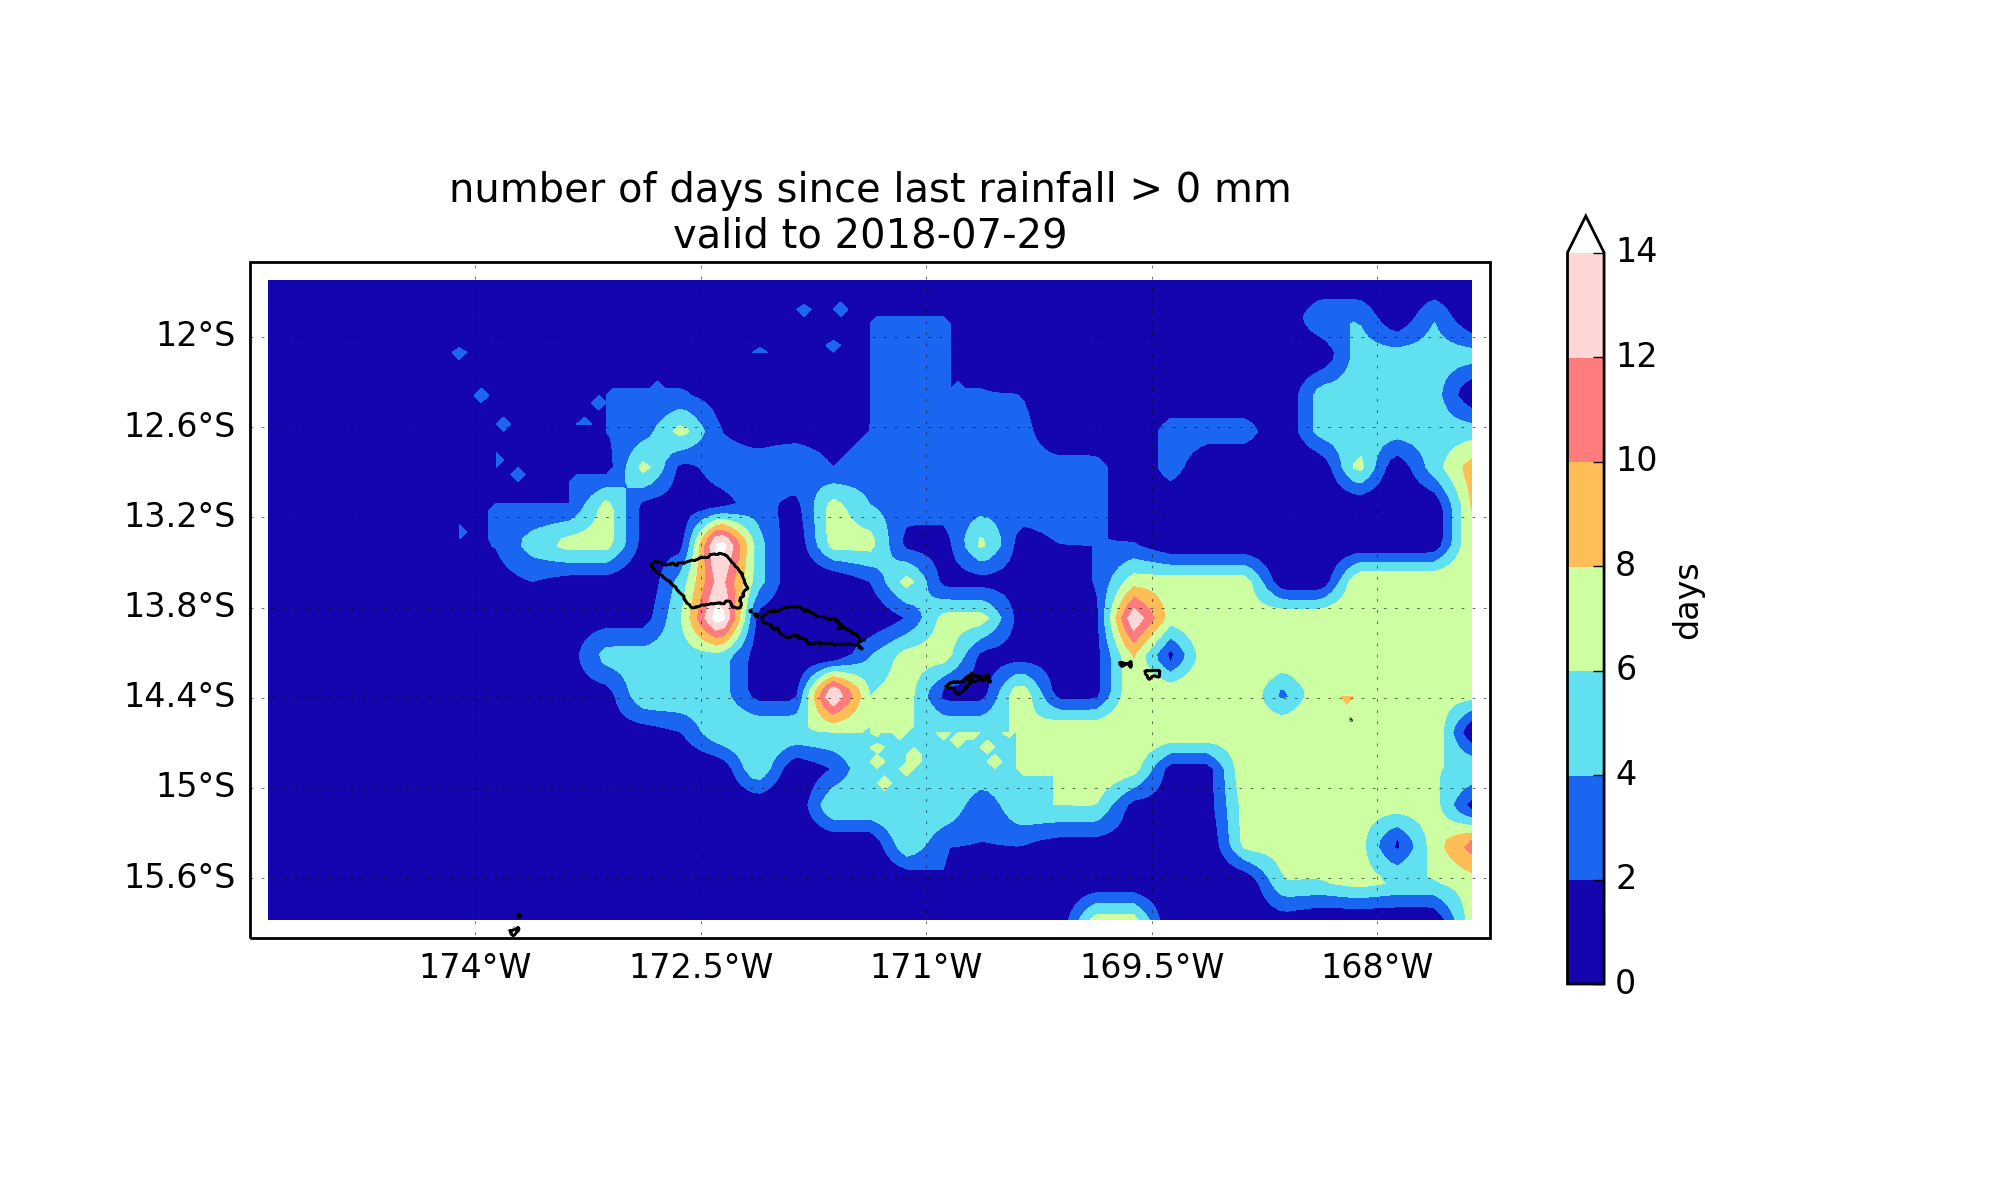 number of days since last rainfall > 0 mm
valid to 2018-07-29
14
12°S
12
12.6°S
10
13.2°S
8
days
13.8°S
6
14.4°S
4
15°S
2
15.6°S
0
174°W 172.5°W 171°W 169.5°W 168°W